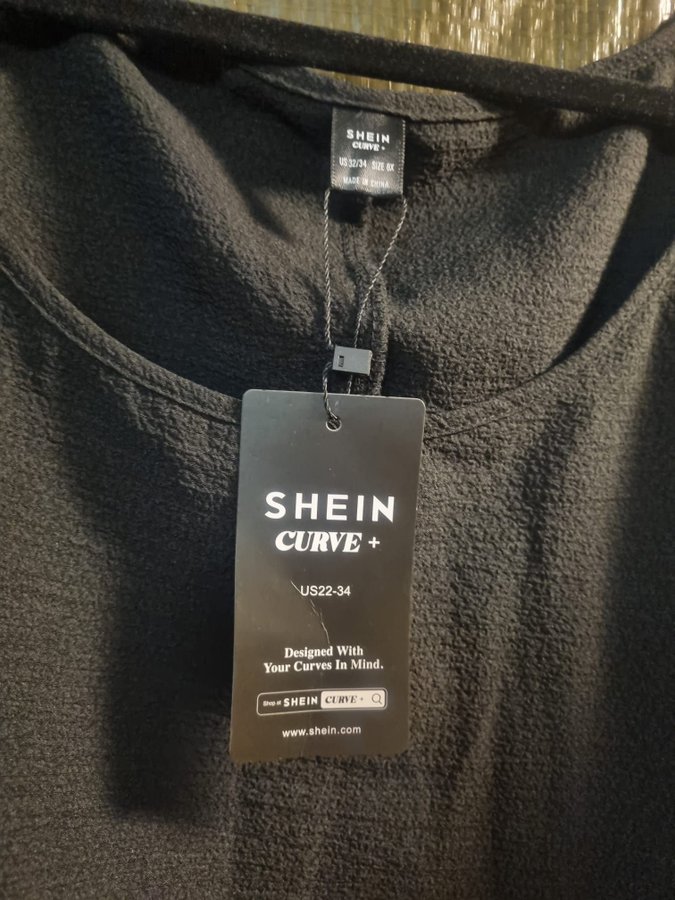 SHEIN
CURVE +
US 32/34 SIZE 8X
MADE IN CHINA
SHEIN
CURVE +
US22-34
Designed With
Your Curves In Mind.
Shop at SHEIN CURVE +
www.shein.com